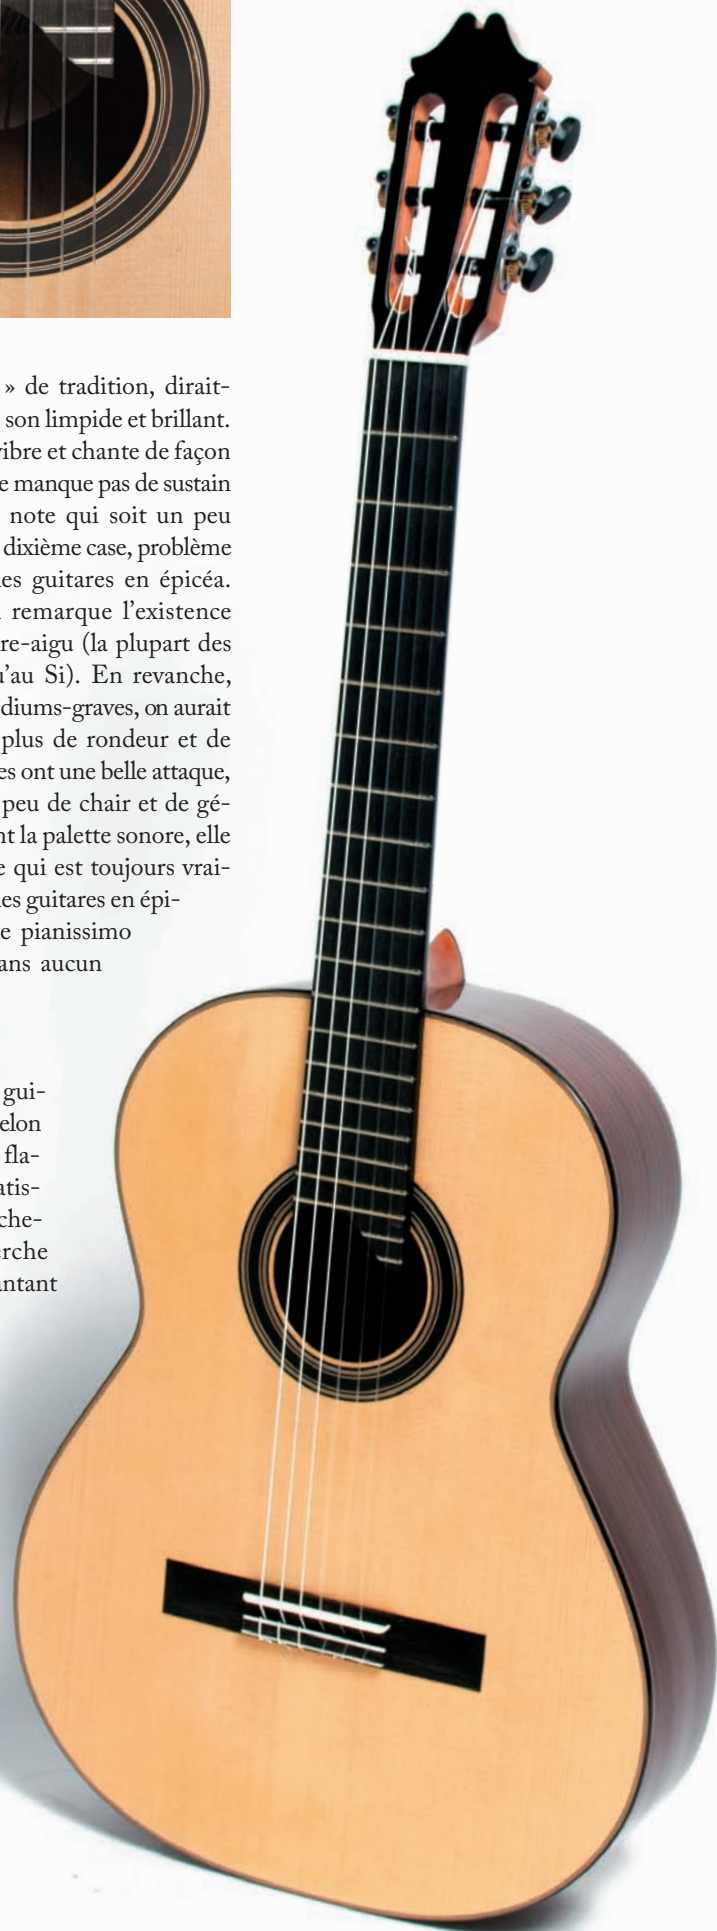 » de tradition, dirait-
son limpide et brillant.
vibre et chante de façon
e manque pas de sustain
note qui soit un peu
dixième case, problème
les guitares en épicéa.
remarque l'existence
re-aigu (la plupart des
u'au Si). En revanche,
diums-graves, on aurait
plus de rondeur et de
es ont une belle attaque,
peu de chair et de gé-
nt la palette sonore, elle
e qui est toujours vrai-
les guitares en épi-
e pianissimo
ans aucun
gui-
elon
fla-
atis-
che-
erche
antant